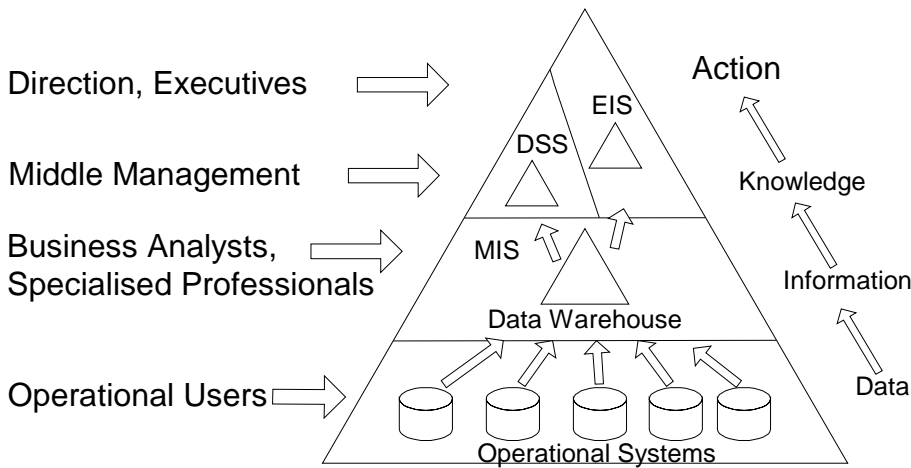 Direction, Executives
Action
EIS
DSS
Middle Management
Knowledge
Business Analysts,
MIS
Specialised Professionals
Information
Data Warehouse
Operational Users
Data
Operational Systems